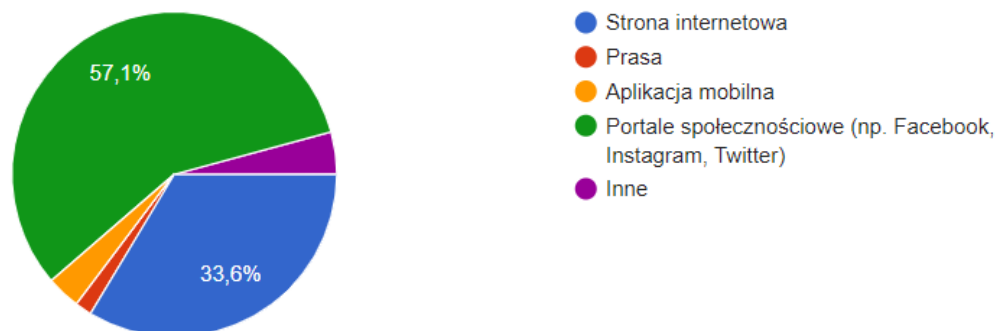 57,1%
33,6%
Strona internetowa
Prasa
Aplikacja mobilna
Portale społecznościowe (np. Facebook,
Instagram, Twitter)
Inne